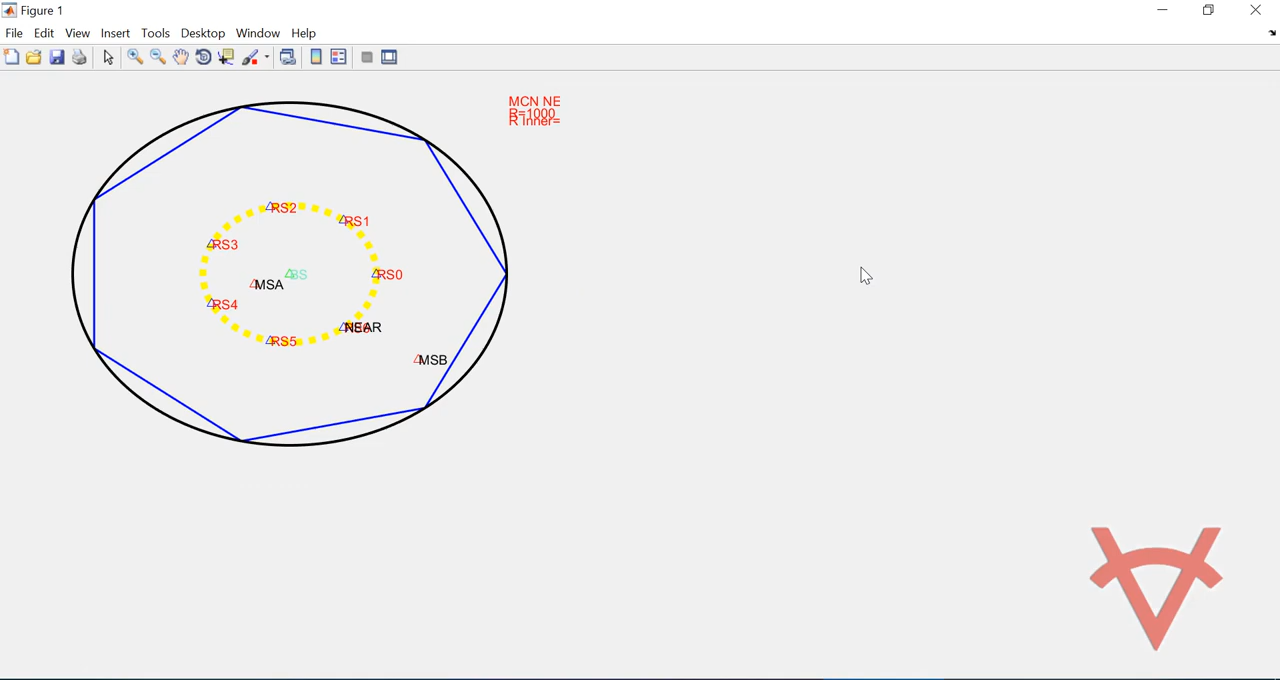 Figure 1
File Edit View Insert Tools Desktop Window Help
MCN NE
R=1000
R Inner=
RS2
RS1
RS3
BS
RS0
MSA
RS4
NEAR
RS5
MSB